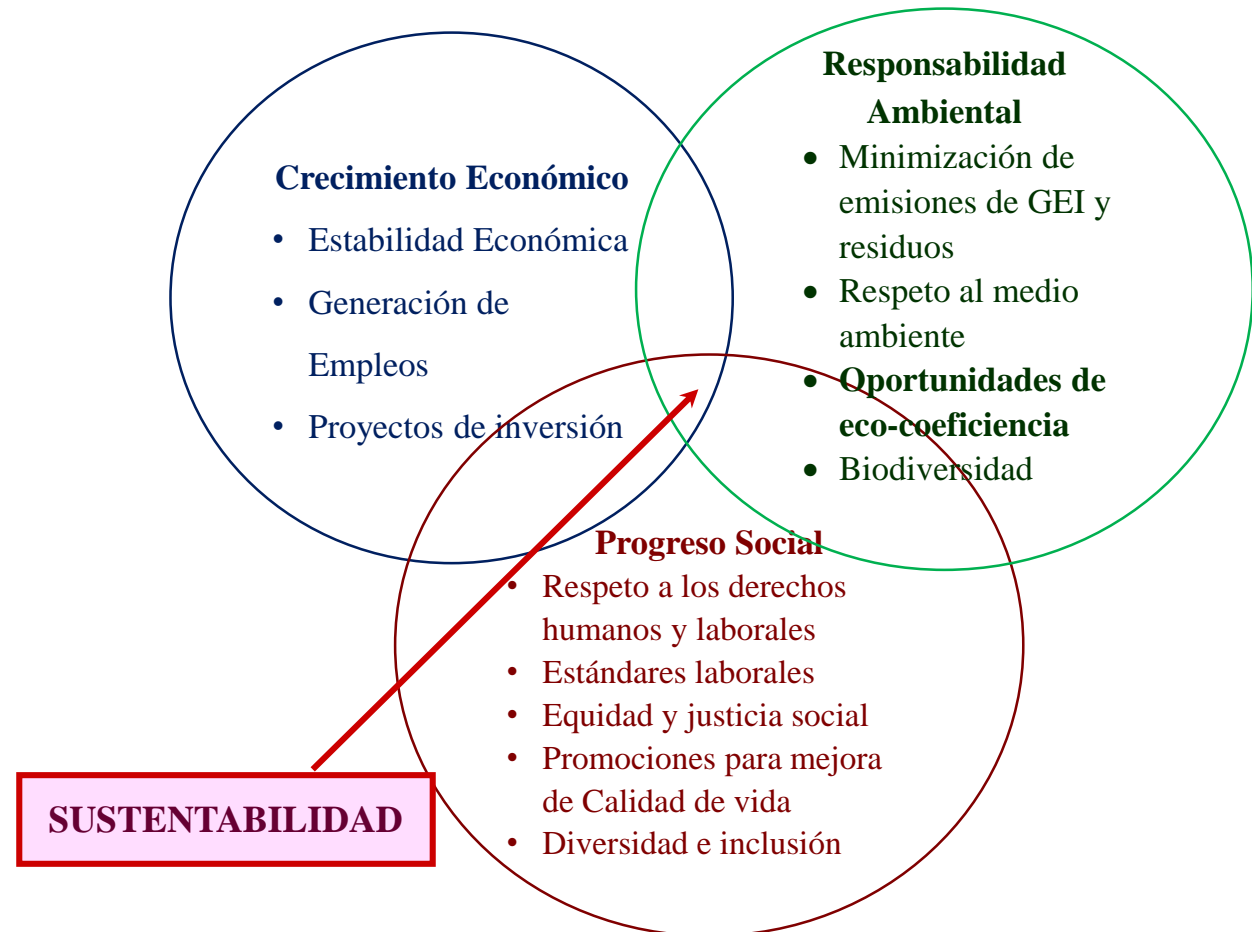 Crecimiento Económico
• Estabilidad Económica
• Generación de
Empleos
• Proyectos de inversión
Responsabilidad
Ambiental
• Minimización de
emisiones de GEI y
residuos
• Respeto al medio
ambiente
• Oportunidades de
eco-coeficiencia
• Biodiversidad
Progreso Social
• Respeto a los derechos
humanos y laborales
• Estándares laborales
• Equidad y justicia social
• Promociones para mejora
de Calidad de vida
• Diversidad e inclusión
SUSTENTABILIDAD